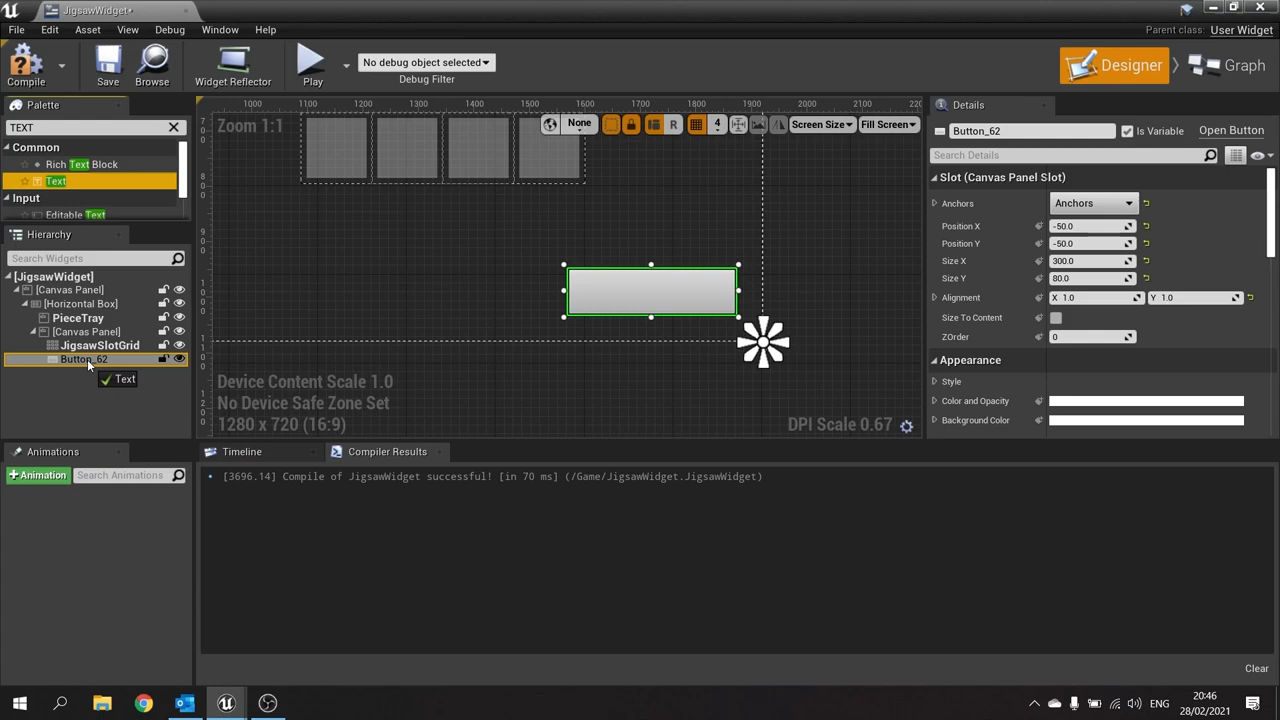 JigsawWidget*
File Edit Asset View Debug Window Help
Parent class: User Widget
Compile Save Browse Widget Reflector Play
No debug object selected
Debug Filter
Designer Graph
Palette
TEXT
Common
Rich Text Block
Text
Input
Editable Text
Hierarchy
Search Widgets
[JigsawWidget]
[Canvas Panel]
[Horizontal Box]
PieceTray
[Canvas Panel]
JigsawSlotGrid
Button_62
Text
1000 1100 1200 1300 1400 1500 1600 1700 1800 1900 2000 2100 220
Zoom 1:1
None R 4 Screen Size Fill Screen
Device Content Scale 1.0
No Device Safe Zone Set
1280 x 720 (16:9)
DPI Scale 0.67
Details
Button_62 Is Variable Open Button
Search Details
Slot (Canvas Panel Slot)
Anchors Anchors
Position X -50.0
Position Y -50.0
Size X 300.0
Size Y 80.0
Alignment X 1.0 Y 1.0
Size To Content
ZOrder 0
Appearance
Style
Color and Opacity
Background Color
Animations
Animation Search Animations
Timeline Compiler Results
[3696.14] Compile of JigsawWidget successful! [in 70 ms] (/Game/JigsawWidget.JigsawWidget)
Clear
ENG
20:46
28/02/2021